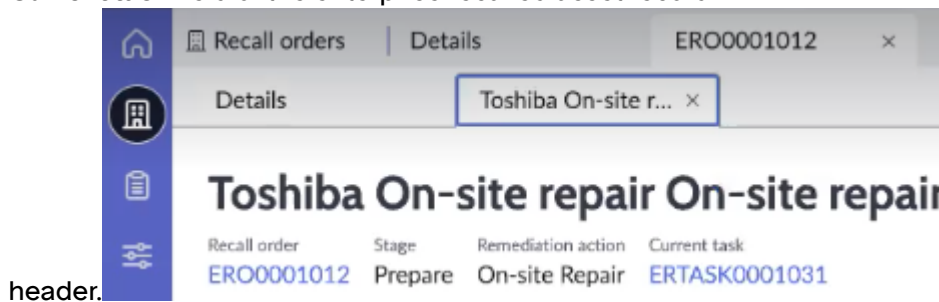 Recall orders | Details ERO0001012 ×
Details Toshiba On-site r... ×
Toshiba On-site repair On-site repair
Recall order Stage Remediation action Current task
ERO0001012 Prepare On-site Repair ERTASK0001031
header.